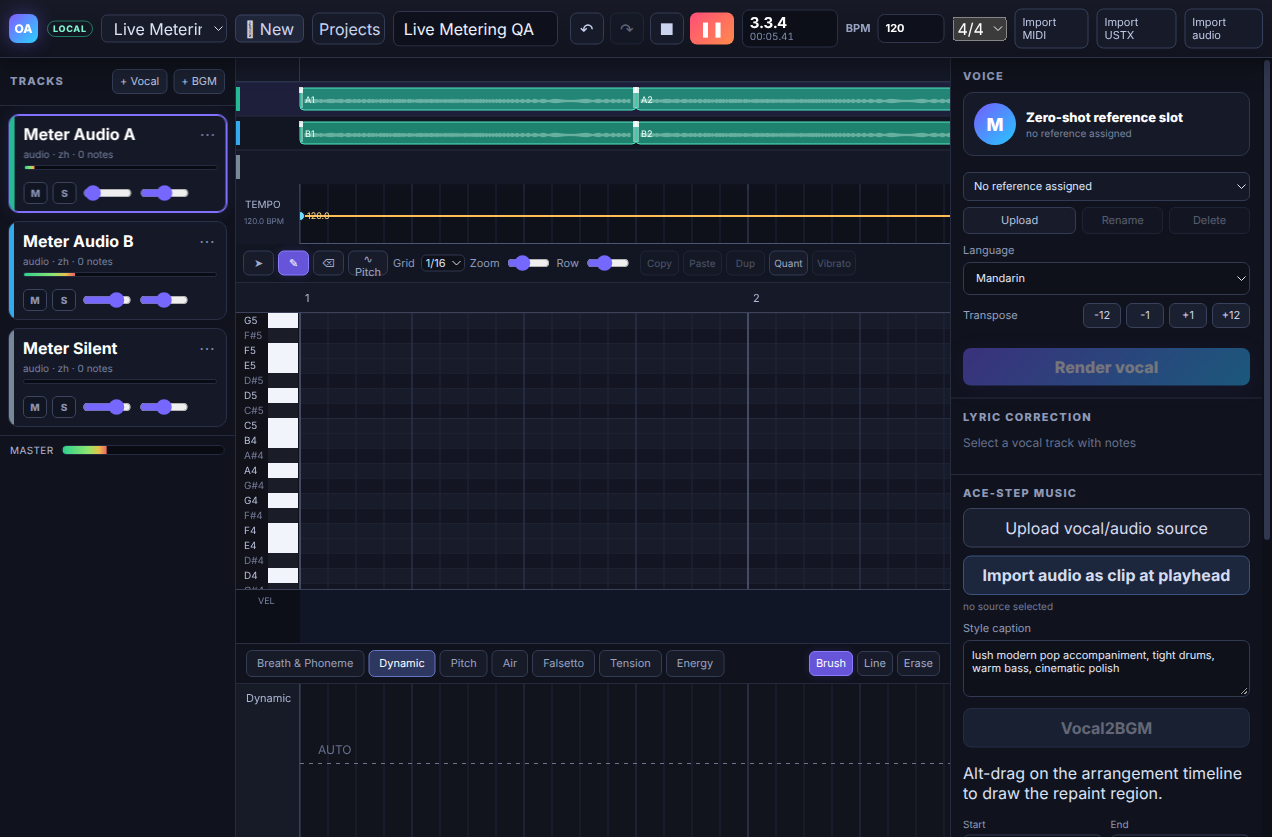 OA
LOCAL
Live Meterir
New
Projects
Live Metering QA
3.3.4
00:05.41
BPM
120
4/4
Import
MIDI
Import
USTX
Import
audio
TRACKS
+ Vocal
+ BGM
Meter Audio A
audio · zh · 0 notes
M
S
Meter Audio B
audio · zh · 0 notes
M
S
Meter Silent
audio · zh · 0 notes
M
S
MASTER
A1
A2
B1
B2
TEMPO
120.0 BPM
120.0
Pitch
Grid
1/16
Zoom
Row
Copy
Paste
Dup
Quant
Vibrato
1
2
G5
F#5
F5
E5
D#5
D5
C#5
C5
B4
A#4
A4
G#4
G4
F#4
F4
E4
D#4
D4
VEL
Breath & Phoneme
Dynamic
Pitch
Air
Falsetto
Tension
Energy
Brush
Line
Erase
Dynamic
AUTO
VOICE
M
Zero-shot reference slot
no reference assigned
No reference assigned
Upload
Rename
Delete
Language
Mandarin
Transpose
-12
-1
+1
+12
Render vocal
LYRIC CORRECTION
Select a vocal track with notes
ACE-STEP MUSIC
Upload vocal/audio source
Import audio as clip at playhead
no source selected
Style caption
lush modern pop accompaniment, tight drums,
warm bass, cinematic polish
Vocal2BGM
Alt-drag on the arrangement timeline
to draw the repaint region.
Start
End